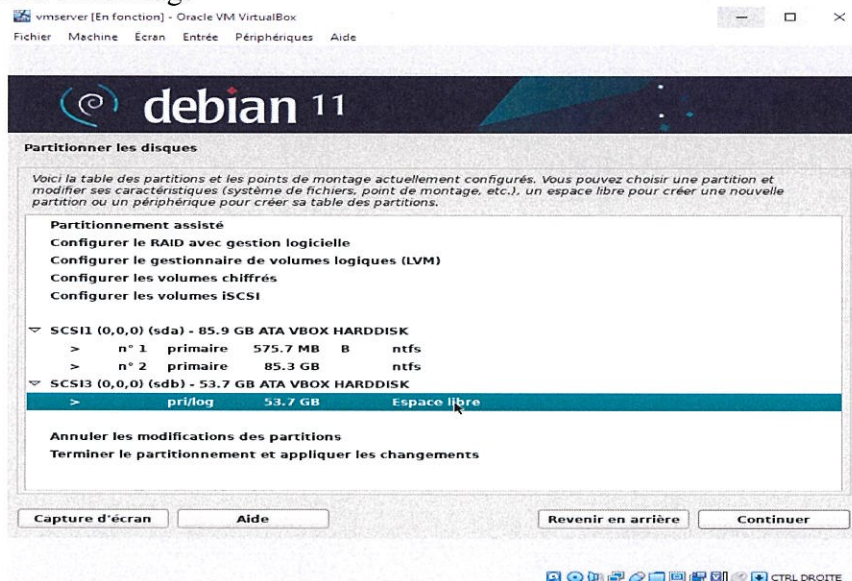 vmserver [En fonction] - Oracle VM VirtualBox
Fichier Machine Écran Entrée Périphériques Aide
debian 11
Partitionner les disques
Voici la table des partitions et les points de montage actuellement configurés. Vous pouvez choisir une partition et
modifier ses caractéristiques (système de fichiers, point de montage, etc.), un espace libre pour créer une nouvelle
partition ou un périphérique pour créer sa table des partitions.
Partitionnement assisté
Configurer le RAID avec gestion logicielle
Configurer le gestionnaire de volumes logiques (LVM)
Configurer les volumes chiffrés
Configurer les volumes iSCSI
SCSI1 (0,0,0) (sda) - 85.9 GB ATA VBOX HARDDISK
> n° 1 primaire 575.7 MB B ntfs
> n° 2 primaire 85.3 GB ntfs
SCSI3 (0,0,0) (sdb) - 53.7 GB ATA VBOX HARDDISK
> pri/log 53.7 GB Espace libre
Annuler les modifications des partitions
Terminer le partitionnement et appliquer les changements
Capture d'écran Aide Revenir en arrière Continuer
CTRL DROITE